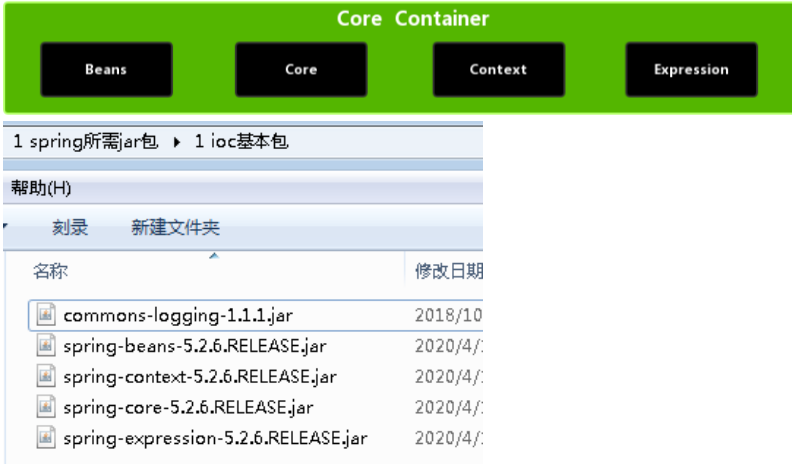 Core Container
Beans Core Context Expression
1 spring所需jar包 ▸ 1 ioc基本包
帮助(H)
刻录 新建文件夹
名称 修改日期
commons-logging-1.1.1.jar 2018/10
spring-beans-5.2.6.RELEASE.jar 2020/4/
spring-context-5.2.6.RELEASE.jar 2020/4/
spring-core-5.2.6.RELEASE.jar 2020/4/
spring-expression-5.2.6.RELEASE.jar 2020/4/